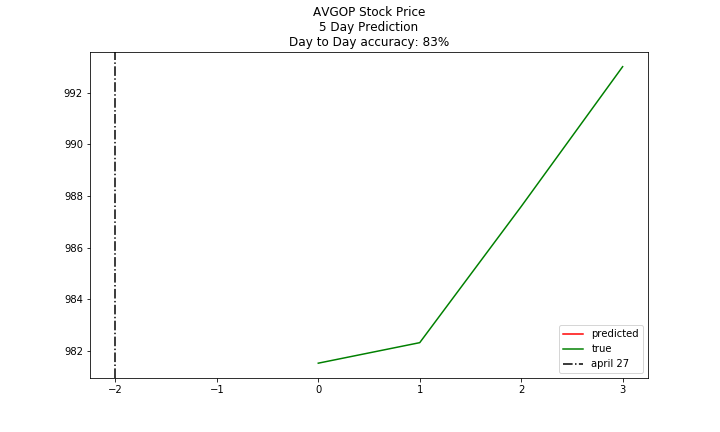 AVGOP Stock Price
5 Day Prediction
Day to Day accuracy: 83%
992
990
988
986
984
982
−2
−1
0
1
2
3
predicted
true
april 27